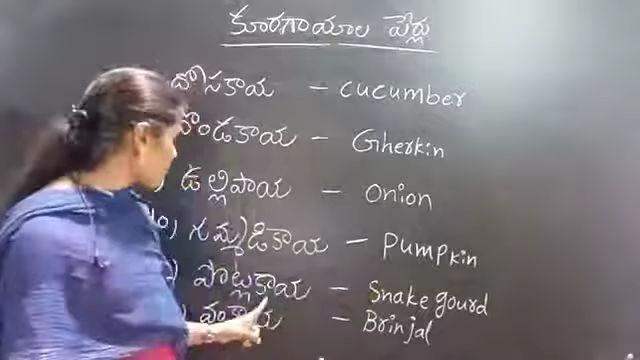 కూరగాయాల పేర్లు
దోసకాయ - cucumber
దొండకాయ - Gherkin
ఉల్లిపాయ - Onion
గుమ్మడికాయ - Pumpkin
పొట్లకాయ - Snake gourd
వంకాయ - Brinjal